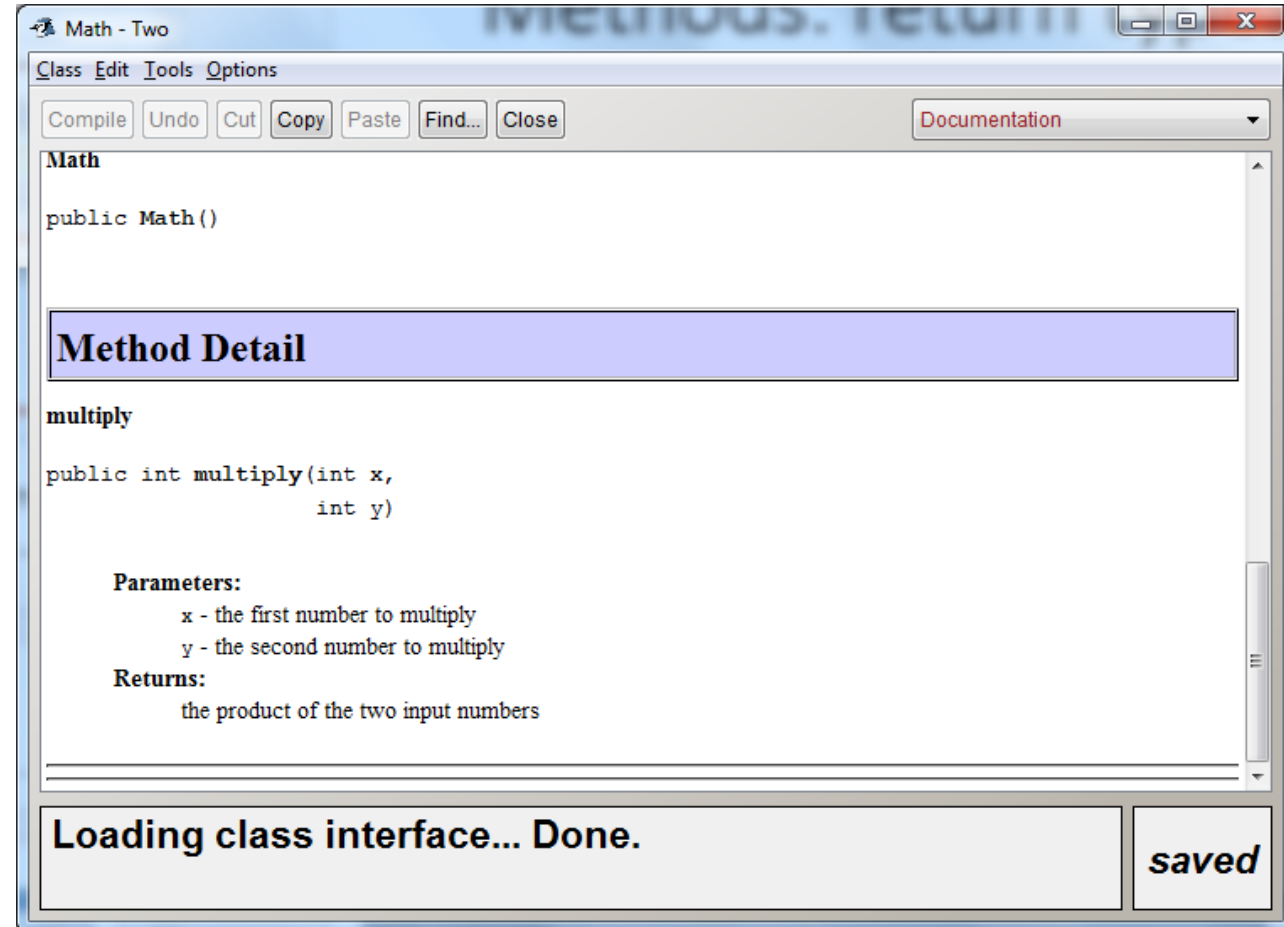 Methods: return
Math - Two
Class Edit Tools Options
Compile Undo Cut Copy Paste Find... Close Documentation
Math
public Math()
Method Detail
multiply
public int multiply(int x,
int y)
Parameters:
x - the first number to multiply
y - the second number to multiply
Returns:
the product of the two input numbers
Loading class interface... Done.
saved